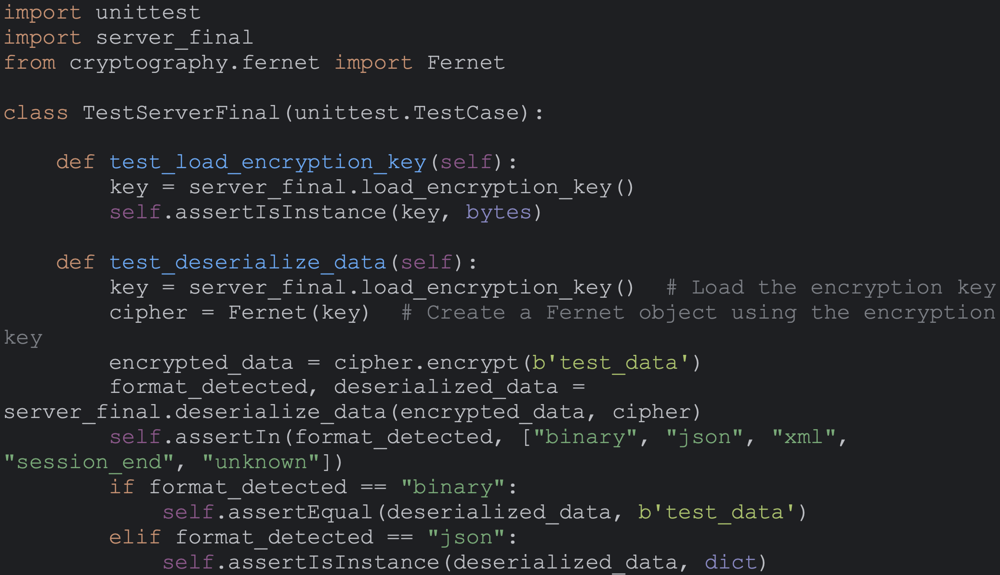 import unittest
import server_final
from cryptography.fernet import Fernet

class TestServerFinal(unittest.TestCase):

    def test_load_encryption_key(self):
        key = server_final.load_encryption_key()
        self.assertIsInstance(key, bytes)

    def test_deserialize_data(self):
        key = server_final.load_encryption_key()  # Load the encryption key
        cipher = Fernet(key)  # Create a Fernet object using the encryption
key
        encrypted_data = cipher.encrypt(b'test_data')
        format_detected, deserialized_data =
server_final.deserialize_data(encrypted_data, cipher)
        self.assertIn(format_detected, ["binary", "json", "xml",
"session_end", "unknown"])
        if format_detected == "binary":
            self.assertEqual(deserialized_data, b'test_data')
        elif format_detected == "json":
            self.assertIsInstance(deserialized_data, dict)